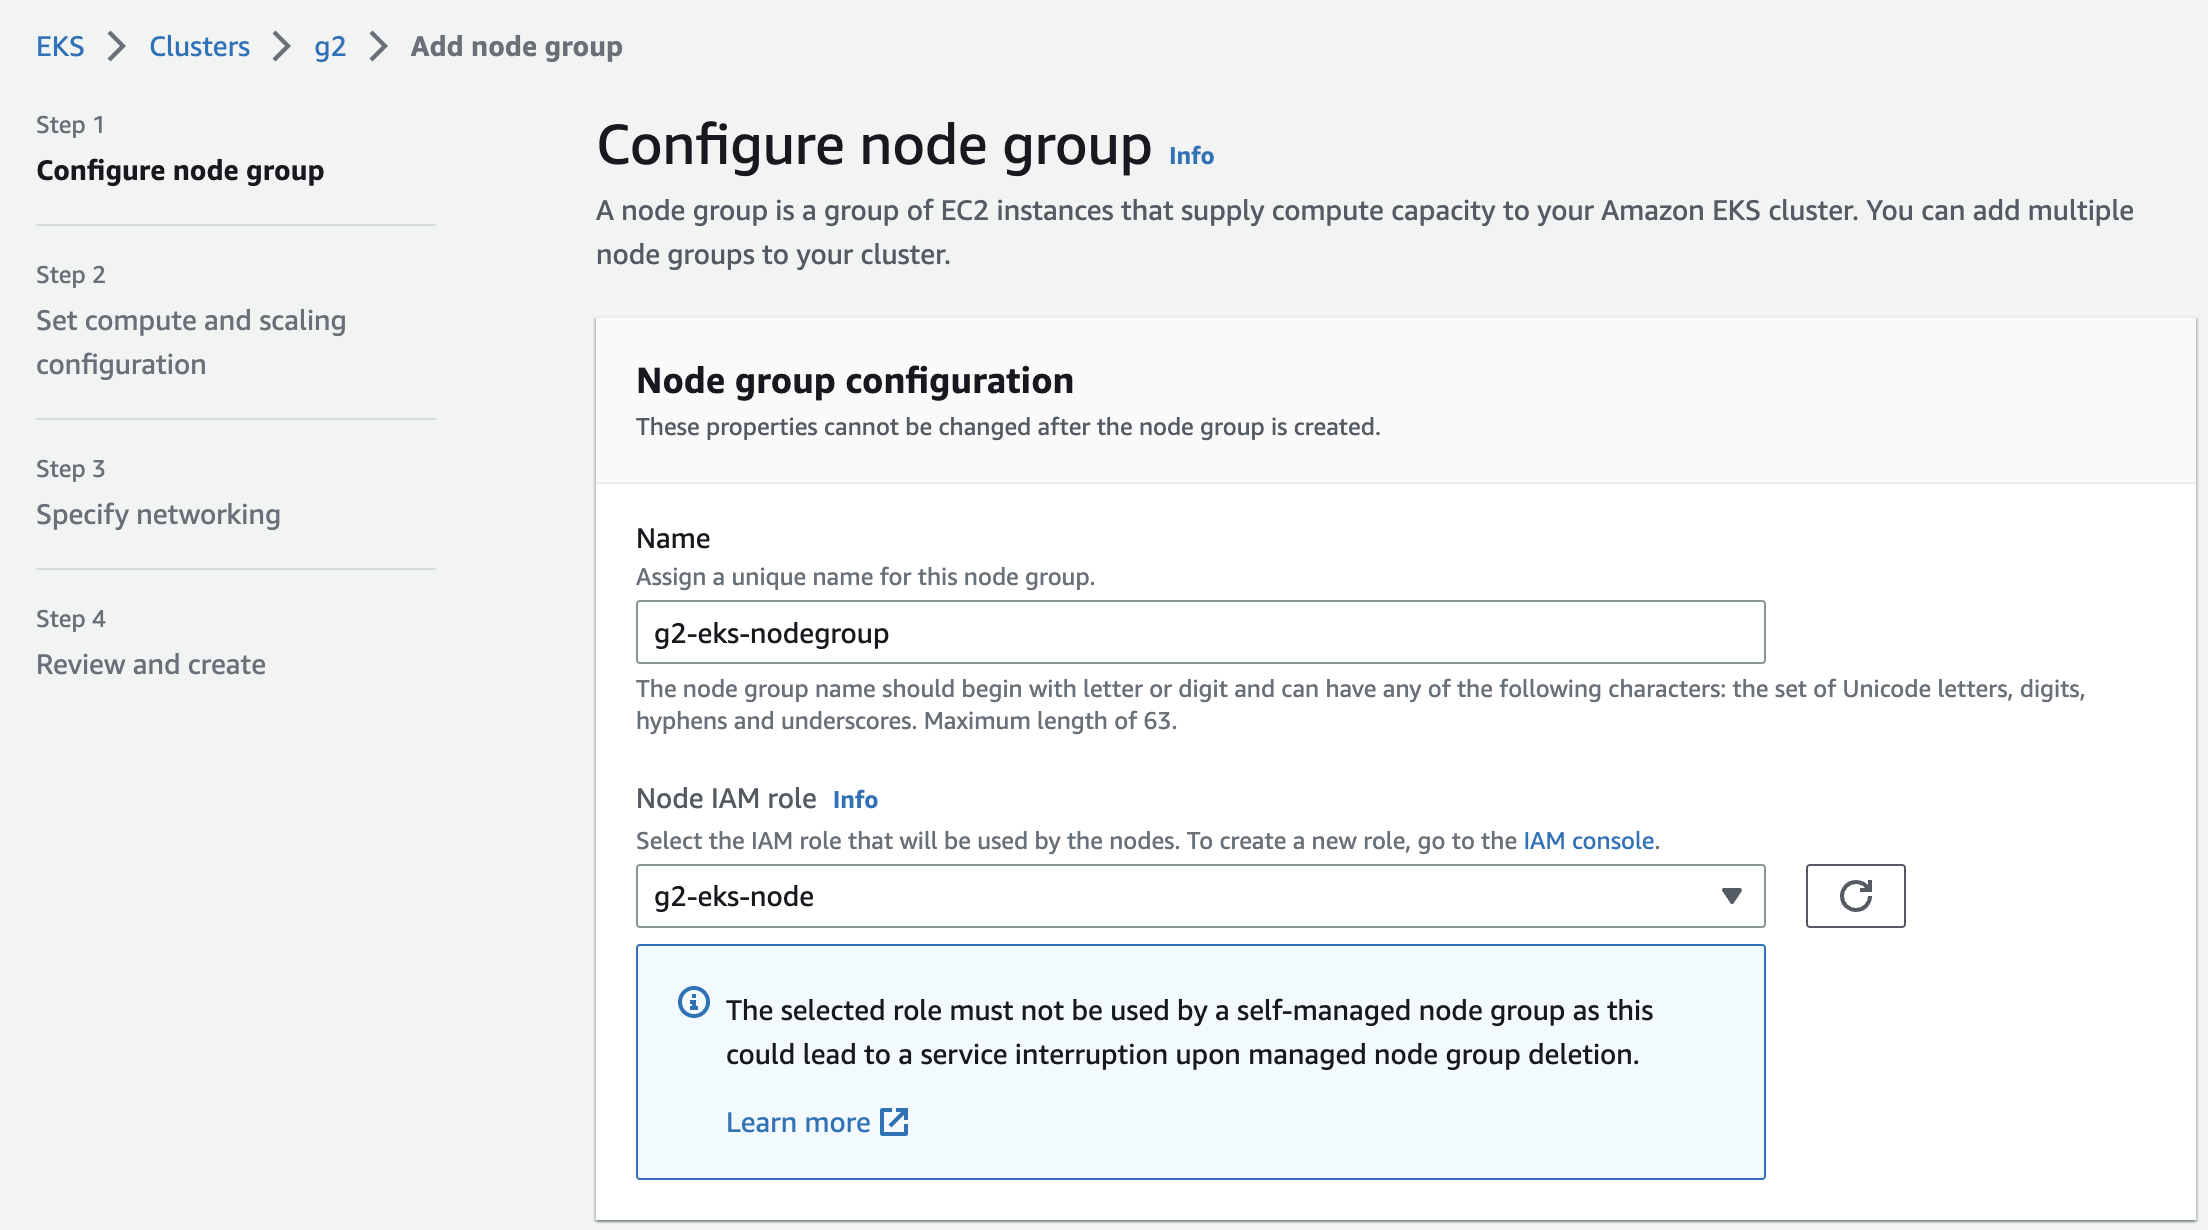 EKS > Clusters > g2 > Add node group
Step 1
Configure node group
Step 2
Set compute and scaling
configuration
Step 3
Specify networking
Step 4
Review and create
Configure node group Info
A node group is a group of EC2 instances that supply compute capacity to your Amazon EKS cluster. You can add multiple
node groups to your cluster.
Node group configuration
These properties cannot be changed after the node group is created.
Name
Assign a unique name for this node group.
g2-eks-nodegroup
The node group name should begin with letter or digit and can have any of the following characters: the set of Unicode letters, digits,
hyphens and underscores. Maximum length of 63.
Node IAM role Info
Select the IAM role that will be used by the nodes. To create a new role, go to the IAM console.
g2-eks-node
The selected role must not be used by a self-managed node group as this
could lead to a service interruption upon managed node group deletion.
Learn more